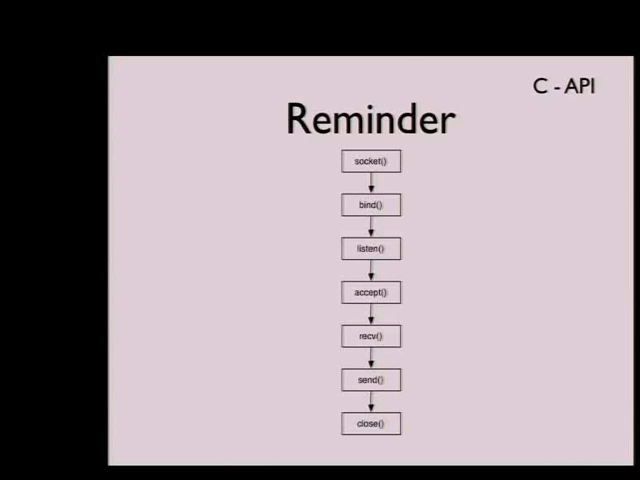 C - API
Reminder
socket()
bind()
listen()
accept()
recv()
send()
close()